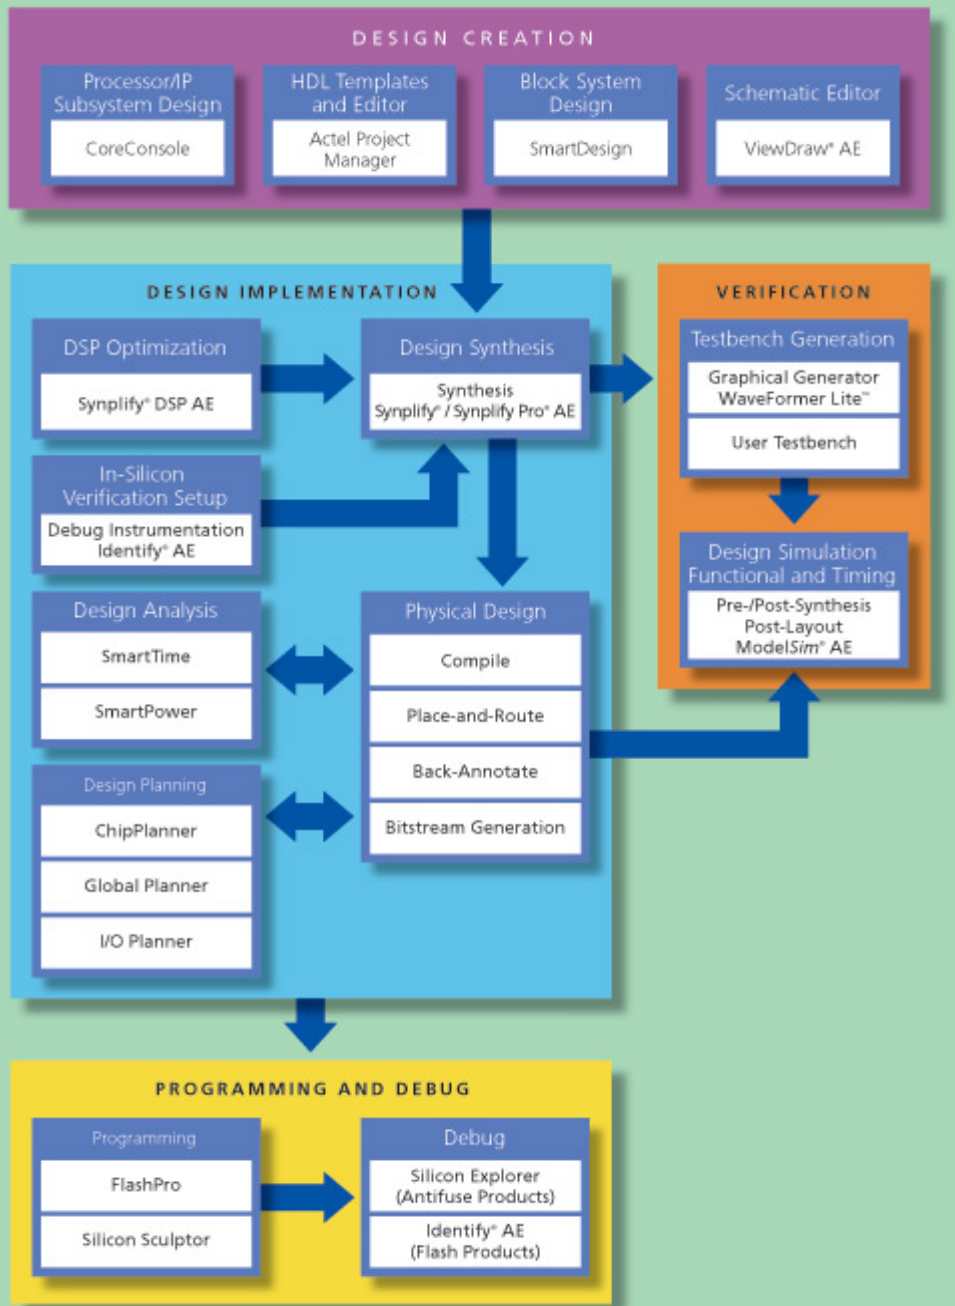 DESIGN CREATION
Processor/IP
Subsystem Design
CoreConsole
HDL Templates
and Editor
Actel Project
Manager
Block System
Design
SmartDesign
Schematic Editor
ViewDraw® AE
DESIGN IMPLEMENTATION
DSP Optimization
Synplify® DSP AE
Design Synthesis
Synthesis
Synplify® / Synplify Pro® AE
In-Silicon
Verification Setup
Debug Instrumentation
Identify® AE
Design Analysis
SmartTime
SmartPower
Physical Design
Compile
Place-and-Route
Back-Annotate
Bitstream Generation
Design Planning
ChipPlanner
Global Planner
I/O Planner
VERIFICATION
Testbench Generation
Graphical Generator
WaveFormer Lite™
User Testbench
Design Simulation
Functional and Timing
Pre-/Post-Synthesis
Post-Layout
ModelSim® AE
PROGRAMMING AND DEBUG
Programming
FlashPro
Silicon Sculptor
Debug
Silicon Explorer
(Antifuse Products)
Identify® AE
(Flash Products)